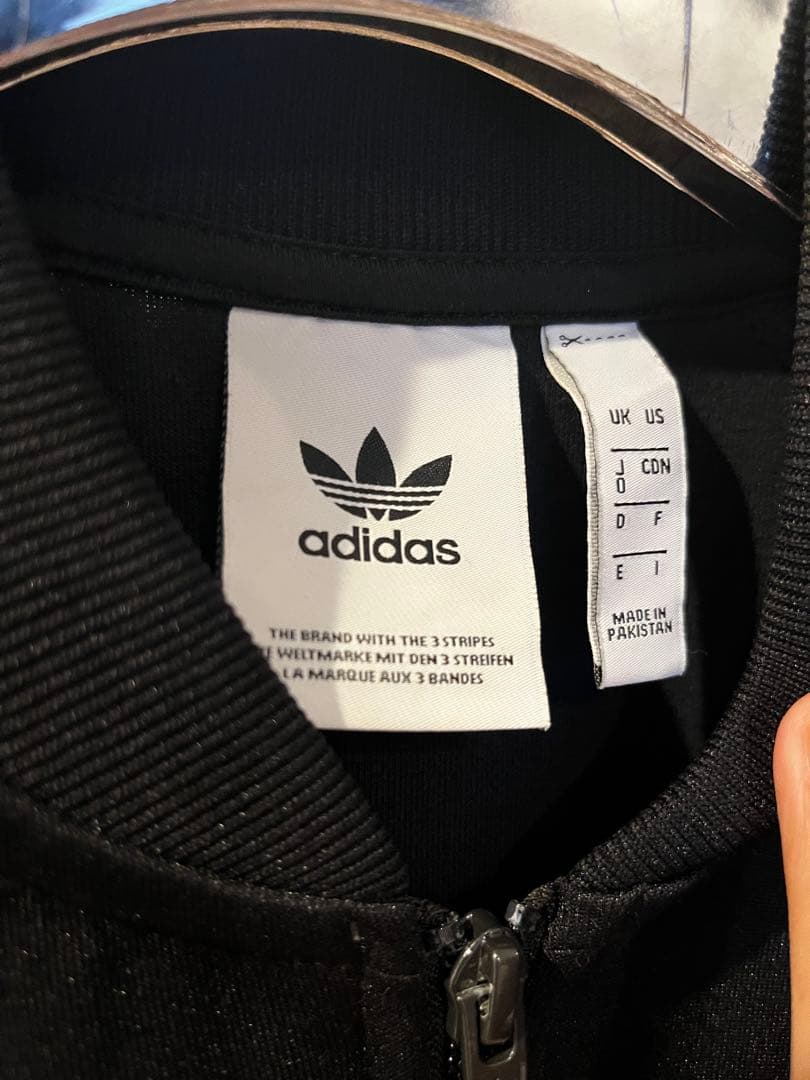 adidas
THE BRAND WITH THE 3 STRIPES
WELTMARKE MIT DEN 3 STREIFEN
LA MARQUE AUX 3 BANDES
UK US
J CDN
O
D F
E I
MADE IN
PAKISTAN